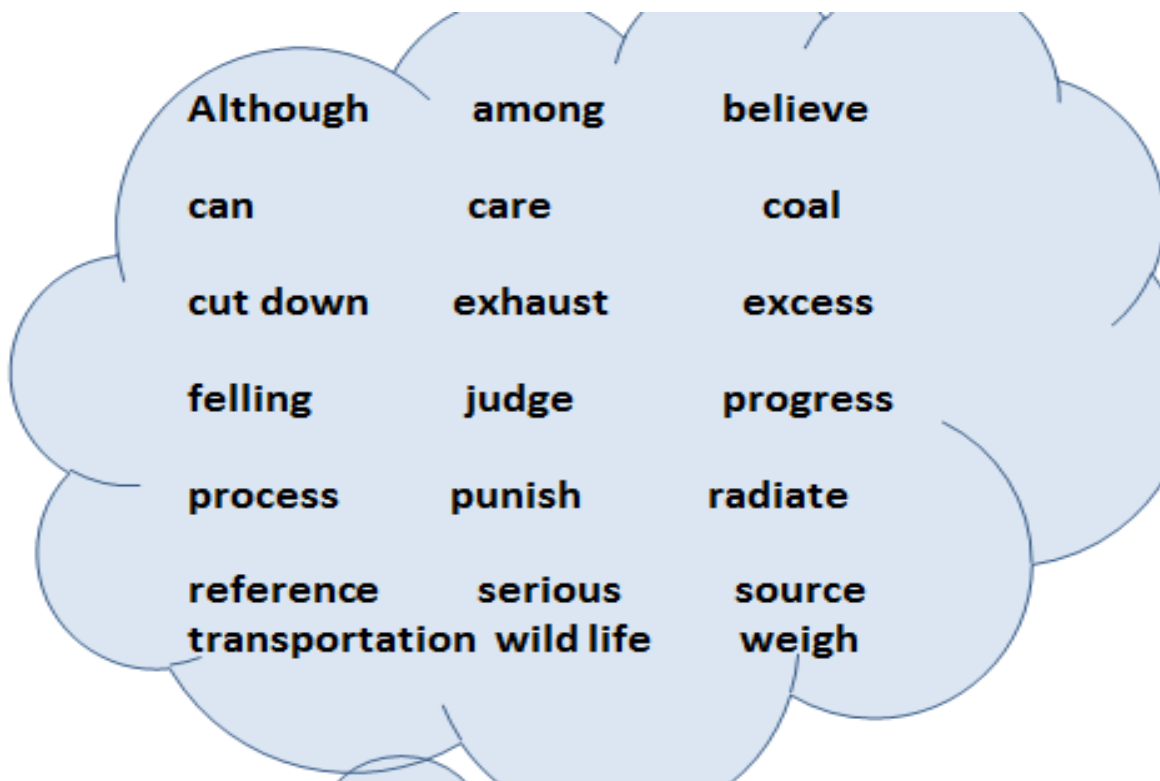 Although among believe
can care coal
cut down exhaust excess
felling judge progress
process punish radiate
reference serious source
transportation wild life weigh